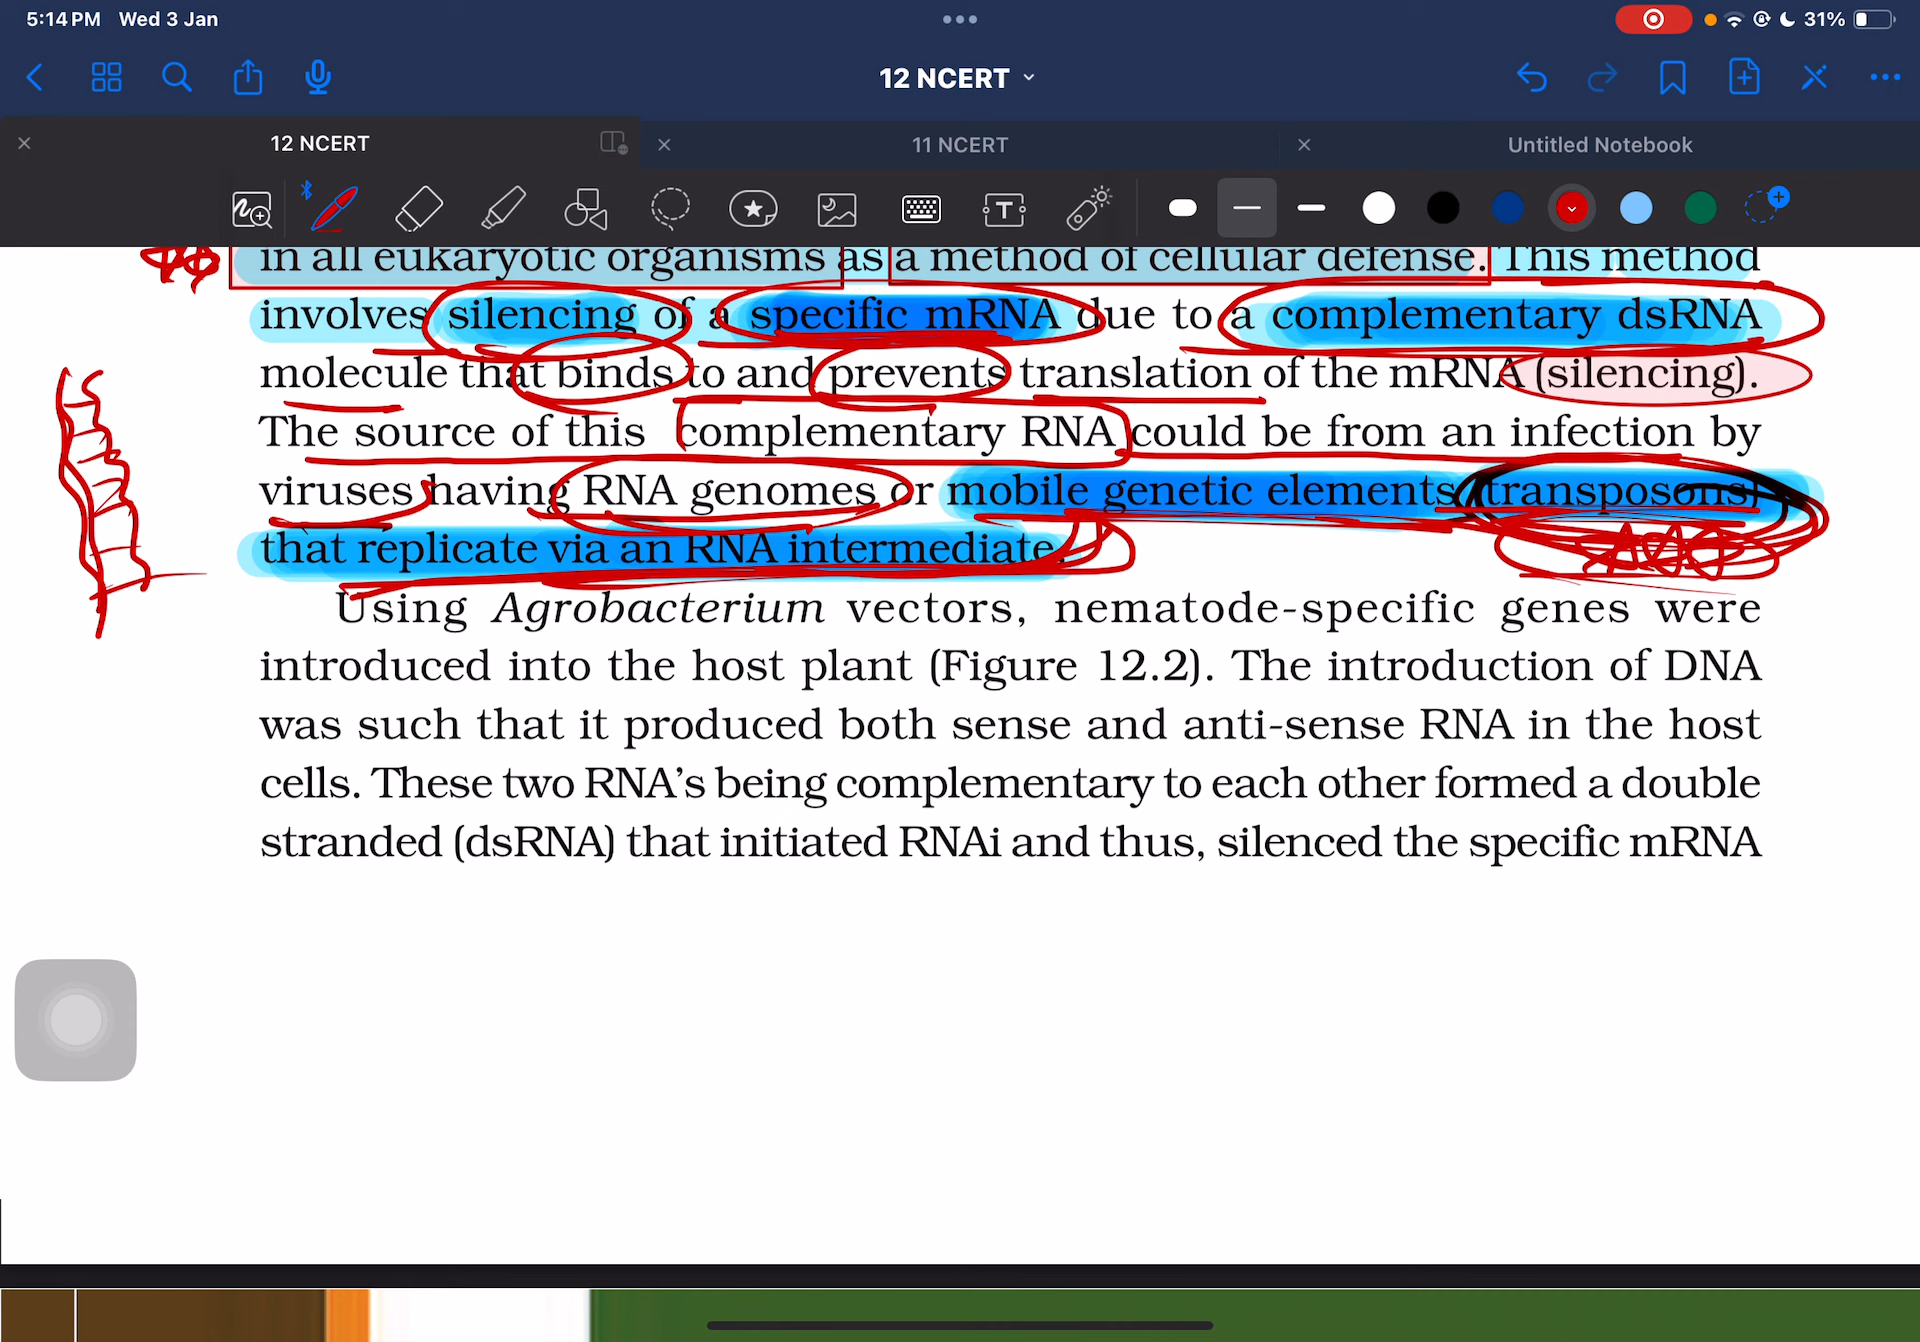 5:14 PM Wed 3 Jan
31%
12 NCERT
12 NCERT
11 NCERT
Untitled Notebook
in all eukaryotic organisms as a method of cellular defense. This method
involves silencing of a specific mRNA due to a complementary dsRNA
molecule that binds to and prevents translation of the mRNA (silencing).
The source of this complementary RNA could be from an infection by
viruses having RNA genomes or mobile genetic elements (transposons)
that replicate via an RNA intermediate.
Using Agrobacterium vectors, nematode-specific genes were
introduced into the host plant (Figure 12.2). The introduction of DNA
was such that it produced both sense and anti-sense RNA in the host
cells. These two RNA's being complementary to each other formed a double
stranded (dsRNA) that initiated RNAi and thus, silenced the specific mRNA